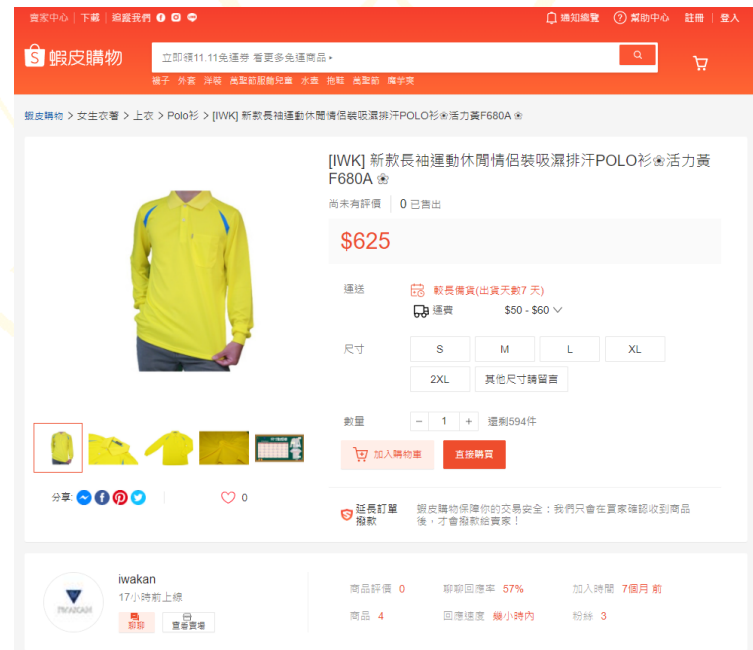 賣家中心 | 下載 | 追蹤我們
通知總覽 幫助中心 註冊 | 登入
蝦皮購物
立即領11.11免運券 看更多免運商品▸
襪子 外套 洋裝 萬聖節服飾兒童 水壺 拖鞋 萬聖節 魔芋爽
蝦皮購物 > 女生衣著 > 上衣 > Polo衫 > [IWK] 新款長袖運動休閒情侶裝吸濕排汗POLO衫❀活力黃F680A ❀
[IWK] 新款長袖運動休閒情侶裝吸濕排汗POLO衫❀活力黃
F680A ❀
尚未有評價 0 已售出
$625
運送 較長備貨(出貨天數7 天)
運費 $50 - $60
尺寸 S M L XL
2XL 其他尺寸請留言
數量 − 1 + 還剩594件
加入購物車 直接購買
分享: 0
延長訂單撥款 蝦皮購物保障你的交易安全；我們只會在買家確認收到商品
後，才會撥款給賣家！
iwakan
17小時前上線
IWAKAN
聊聊 查看賣場
商品評價 0 聊聊回應率 57% 加入時間 7個月 前
商品 4 回應速度 幾小時內 粉絲 3